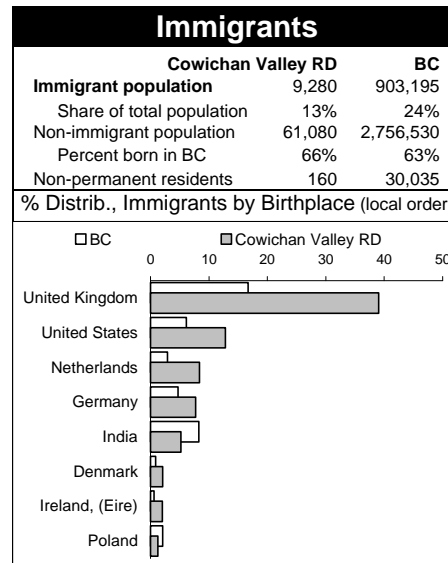 Immigrants
Cowichan Valley RD BC
Immigrant population 9,280 903,195
Share of total population 13% 24%
Non-immigrant population 61,080 2,756,530
Percent born in BC 66% 63%
Non-permanent residents 160 30,035
% Distrib., Immigrants by Birthplace (local order
BC Cowichan Valley RD
0 10 20 30 40 50
United Kingdom
United States
Netherlands
Germany
India
Denmark
Ireland, (Eire)
Poland